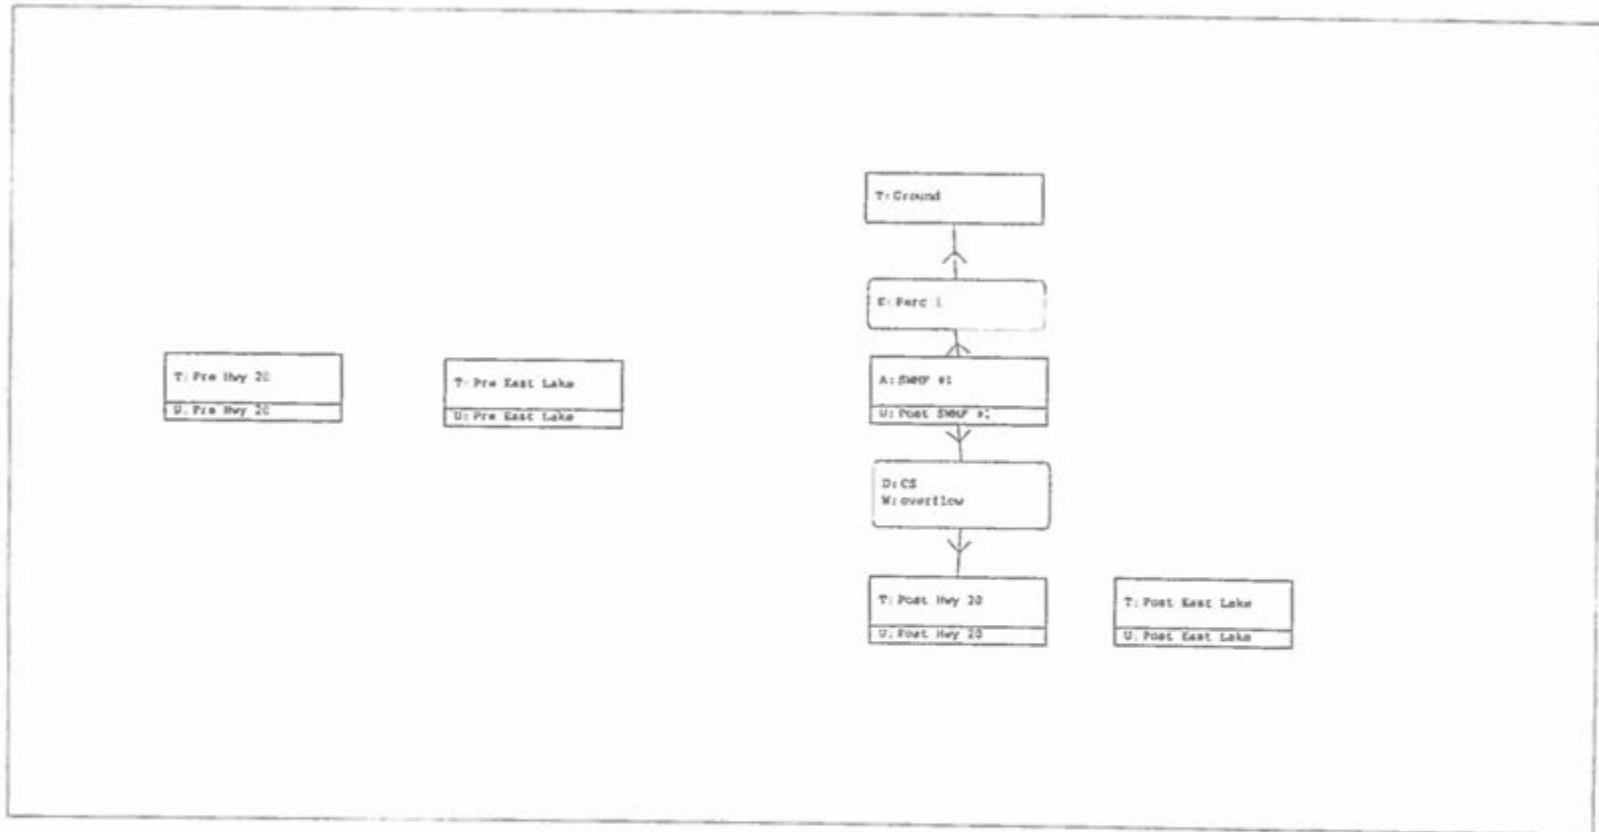 T: Ground
E: Perc 1
T: Pre Hwy 20
U: Pre Hwy 20
T: Pre East Lake
U: Pre East Lake
A: SWMF #1
U: Post SWMF #1
D: CS
W: overflow
T: Post Hwy 20
U: Post Hwy 20
T: Post East Lake
U: Post East Lake